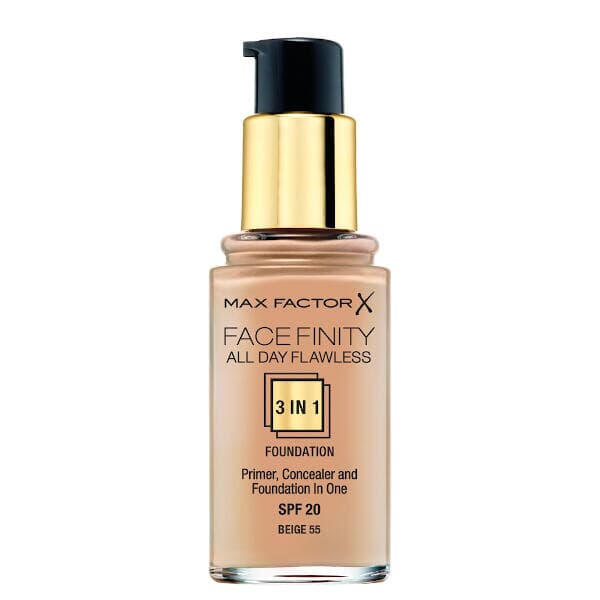 MAX FACTOR X
FACE FINITY
ALL DAY FLAWLESS
3 IN 1
FOUNDATION
Primer, Concealer and
Foundation In One
SPF 20
BEIGE 55